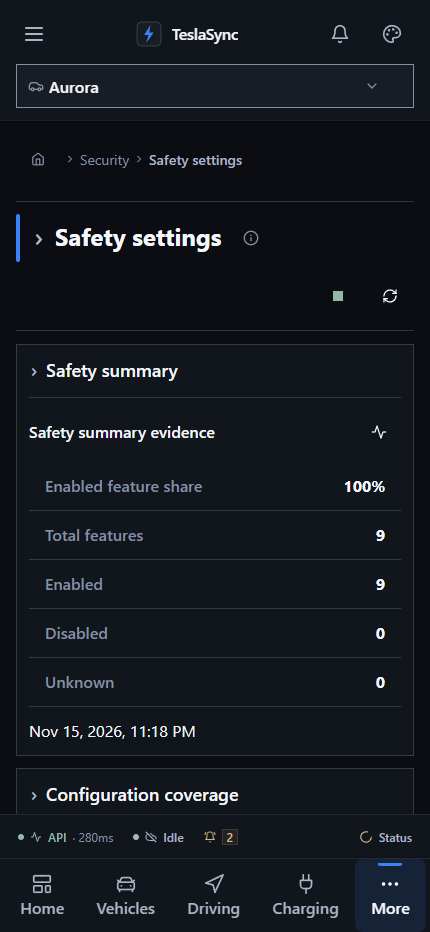 TeslaSync
Aurora
Security
Safety settings
Safety settings
Safety summary
Safety summary evidence
Enabled feature share 100%
Total features 9
Enabled 9
Disabled 0
Unknown 0
Nov 15, 2026, 11:18 PM
Configuration coverage
API · 280ms Idle 2 Status
Home Vehicles Driving Charging More